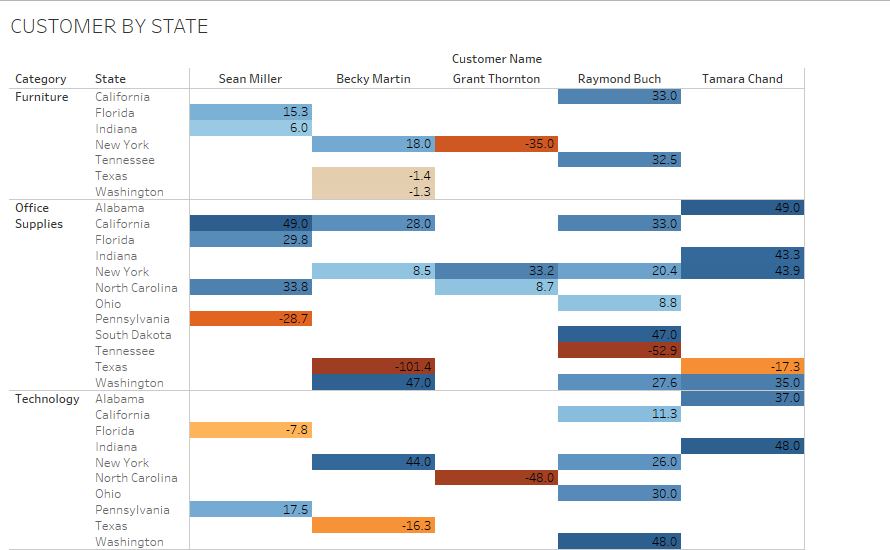 CUSTOMER BY STATE
Customer Name
Category State Sean Miller Becky Martin Grant Thornton Raymond Buch Tamara Chand
Furniture California 33.0
Florida 15.3
Indiana 6.0
New York 18.0 -35.0
Tennessee 32.5
Texas -1.4
Washington -1.3
Office Alabama 49.0
Supplies California 49.0 28.0 33.0
Florida 29.8
Indiana 43.3
New York 8.5 33.2 20.4 43.9
North Carolina 33.8 8.7
Ohio 8.8
Pennsylvania -28.7
South Dakota 47.0
Tennessee -52.9
Texas -101.4 -17.3
Washington 47.0 27.6 35.0
Technology Alabama 37.0
California 11.3
Florida -7.8
Indiana 48.0
New York 44.0 26.0
North Carolina -48.0
Ohio 30.0
Pennsylvania 17.5
Texas -16.3
Washington 48.0